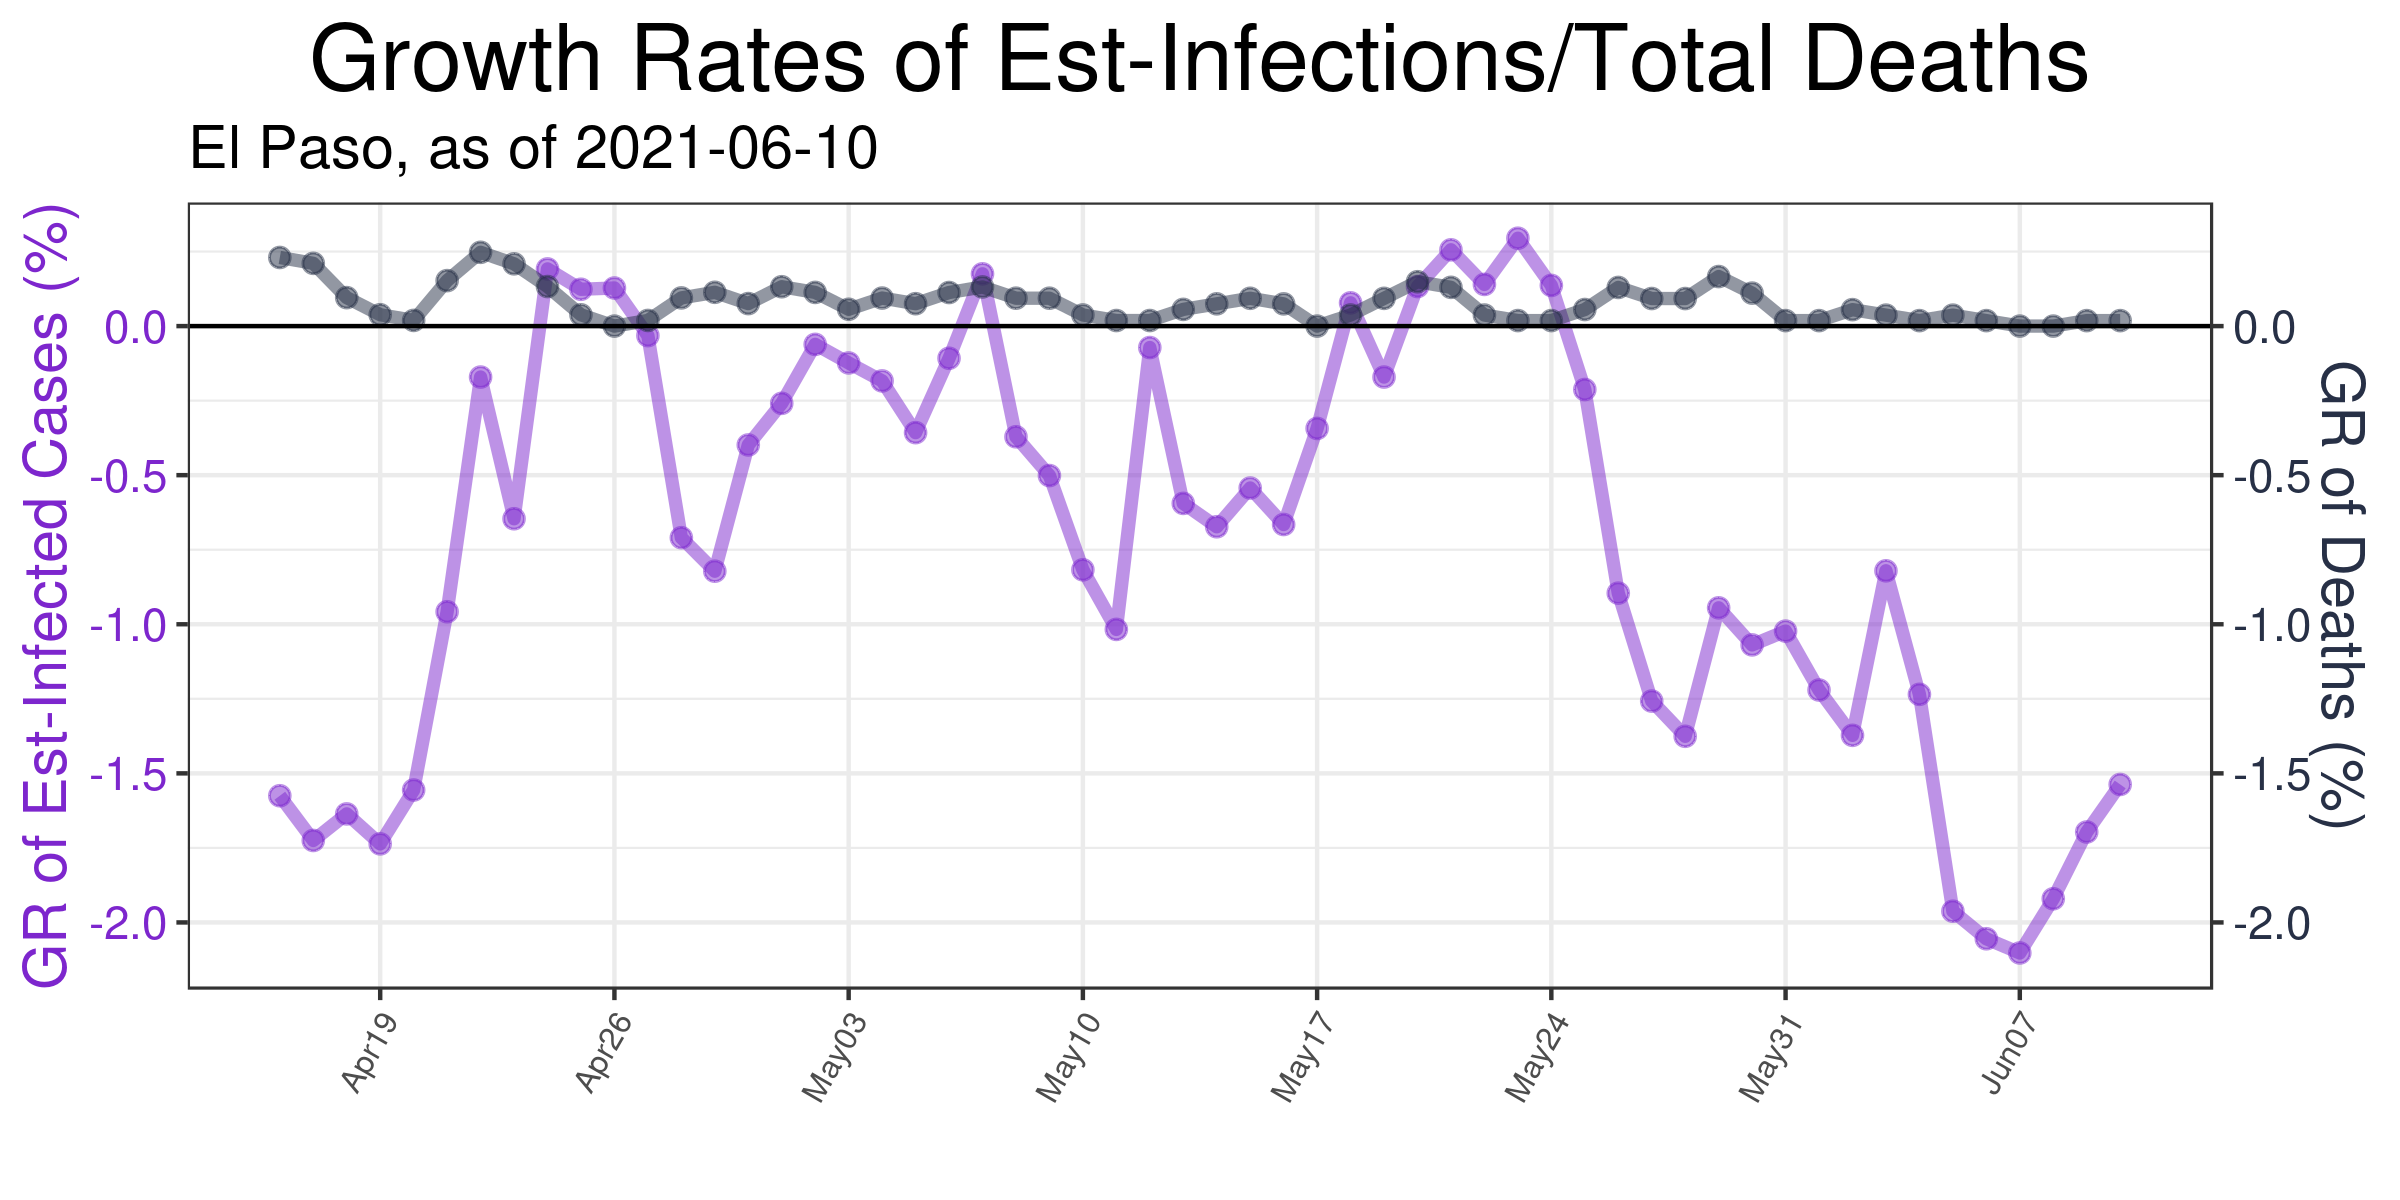 Growth Rates of Est-Infections/Total Deaths
El Paso, as of 2021-06-10
GR of Est-Infected Cases (%)
0.0
-0.5
-1.0
-1.5
-2.0
0.0
-0.5
-1.0
-1.5
-2.0
GR of Deaths (%)
Apr19
Apr26
May03
May10
May17
May24
May31
Jun07